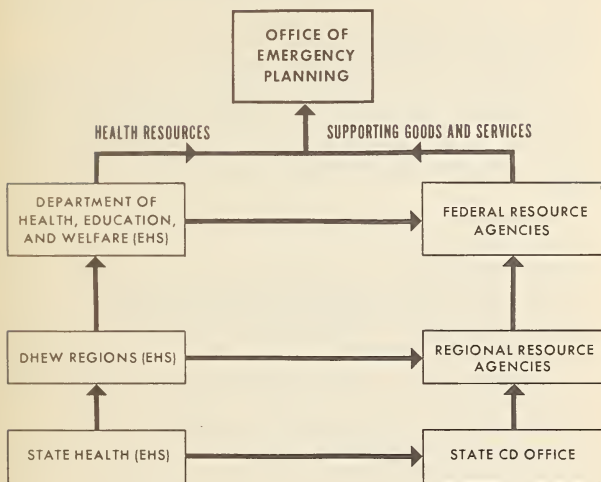 OFFICE OF
EMERGENCY
PLANNING
HEALTH RESOURCES
SUPPORTING GOODS AND SERVICES
DEPARTMENT OF
HEALTH, EDUCATION,
AND WELFARE (EHS)
FEDERAL RESOURCE
AGENCIES
DHEW REGIONS (EHS)
REGIONAL RESOURCE
AGENCIES
STATE HEALTH (EHS)
STATE CD OFFICE